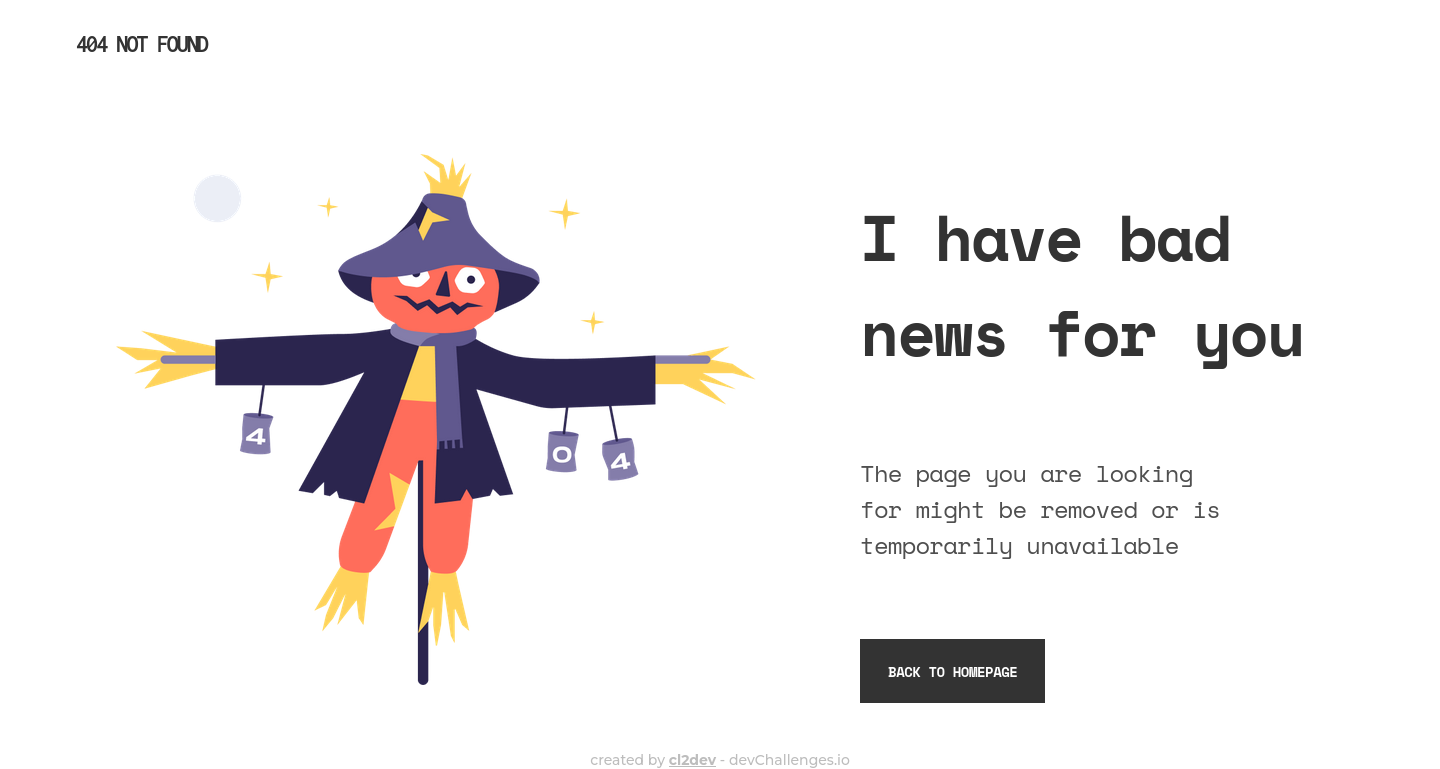 404 NOT FOUND
4
0
4
I have bad
news for you
The page you are looking
for might be removed or is
temporarily unavailable
BACK TO HOMEPAGE
created by cl2dev - devChallenges.io